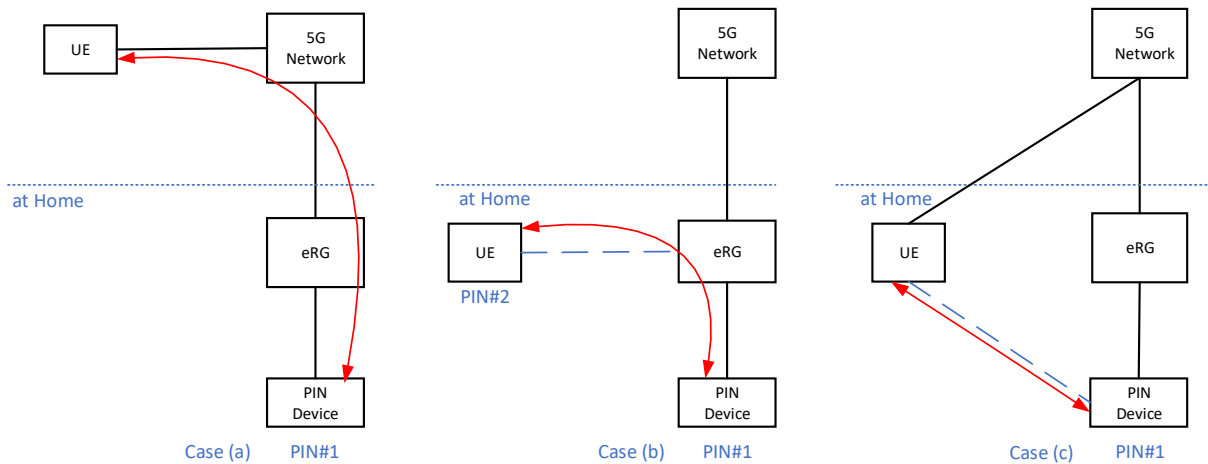 UE
5G
Network
at Home
eRG
PIN
Device
Case (a)
PIN#1
5G
Network
at Home
UE
eRG
PIN#2
PIN
Device
Case (b)
PIN#1
5G
Network
at Home
UE
eRG
PIN
Device
Case (c)
PIN#1